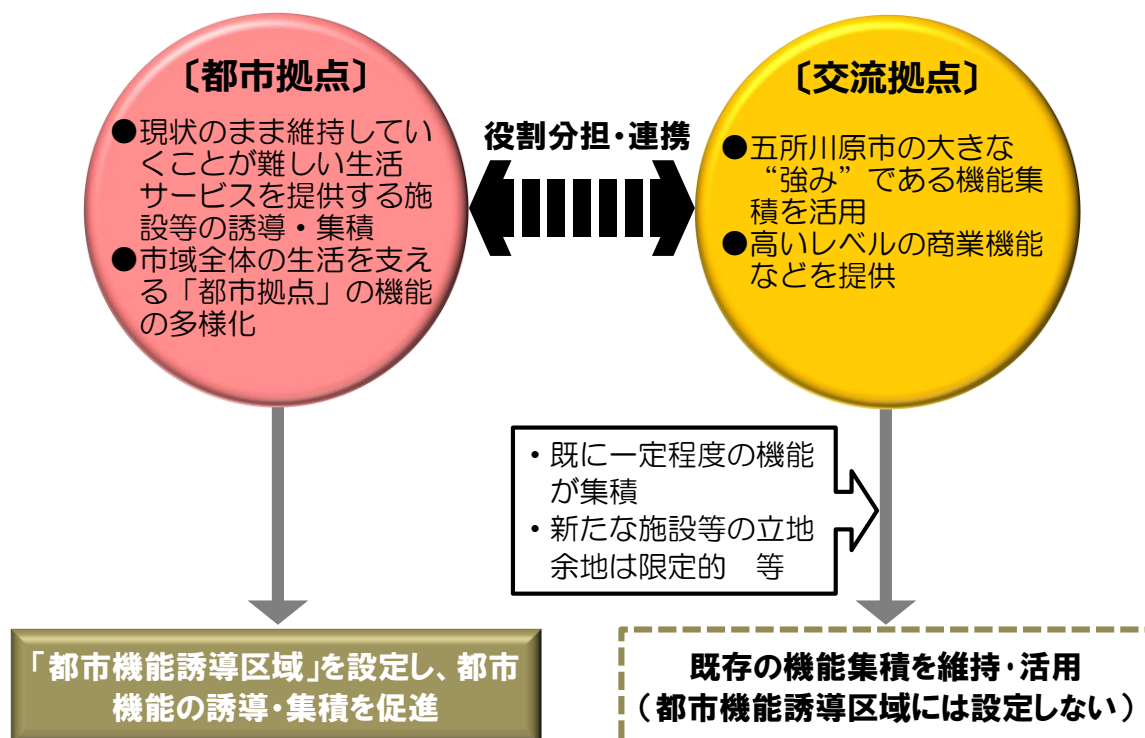 〔都市拠点〕
●現状のまま維持してい
くことが難しい生活
サービスを提供する施
設等の誘導・集積
●市域全体の生活を支え
る「都市拠点」の機能
の多様化
役割分担・連携
〔交流拠点〕
●五所川原市の大きな
“強み”である機能集
積を活用
●高いレベルの商業機能
などを提供
・既に一定程度の機能
が集積
・新たな施設等の立地
余地は限定的　等
「都市機能誘導区域」を設定し、都市
機能の誘導・集積を促進
既存の機能集積を維持・活用
（都市機能誘導区域には設定しない）